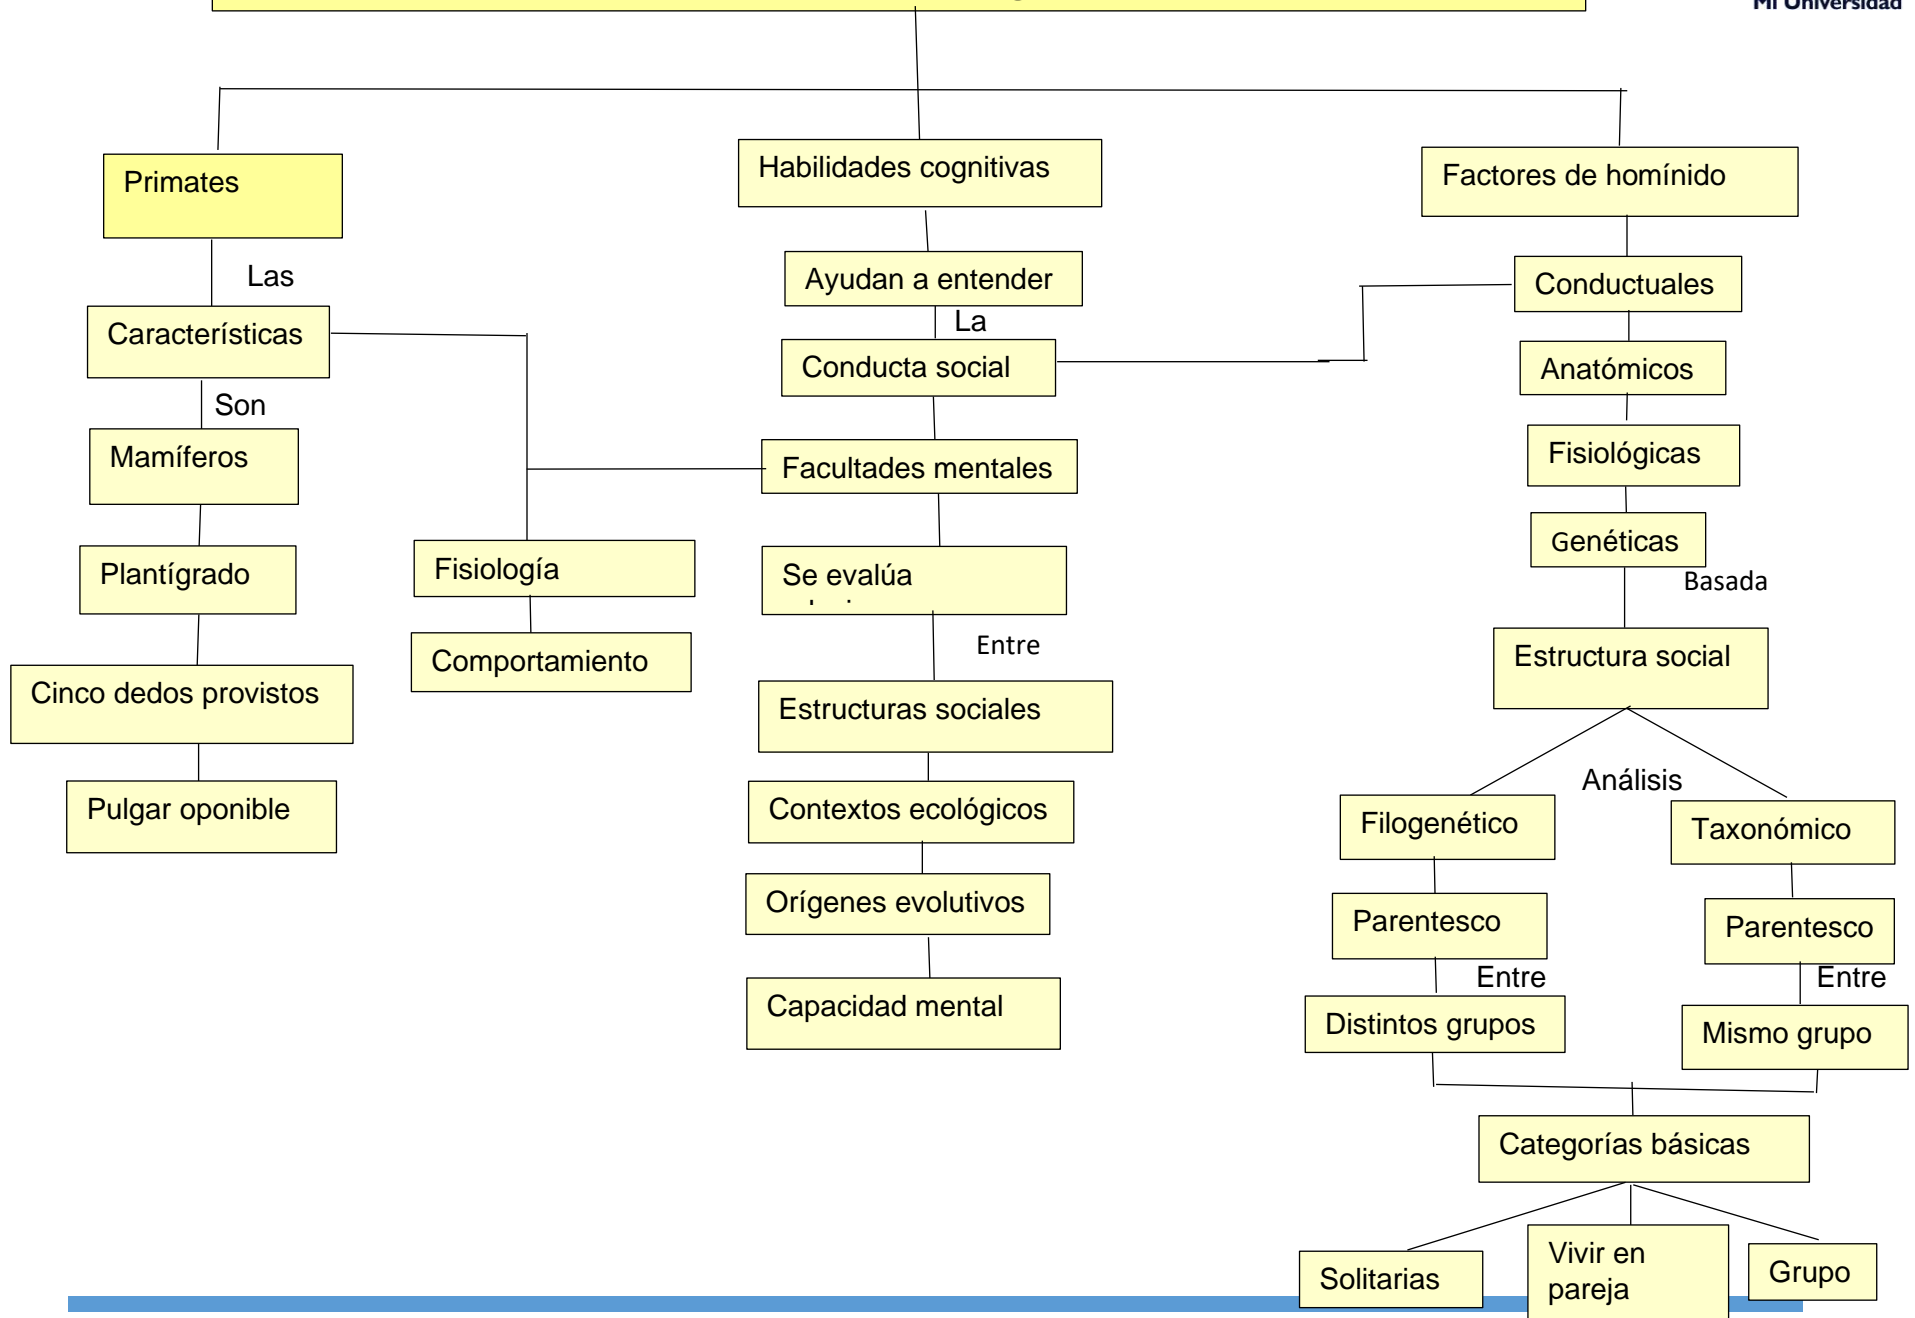 Mi Universidad
Primates
Habilidades cognitivas
Factores de homínido
Las
Ayudan a entender
Conductuales
Características
La
Conducta social
Anatómicos
Son
Mamíferos
Facultades mentales
Fisiológicas
Plantígrado
Fisiología
Se evalúa
Genéticas
Basada
Cinco dedos provistos
Comportamiento
Entre
Estructuras sociales
Estructura social
Análisis
Pulgar oponible
Contextos ecológicos
Filogenético
Taxonómico
Orígenes evolutivos
Parentesco
Parentesco
Entre
Entre
Capacidad mental
Distintos grupos
Mismo grupo
Categorías básicas
Solitarias
Vivir en
pareja
Grupo